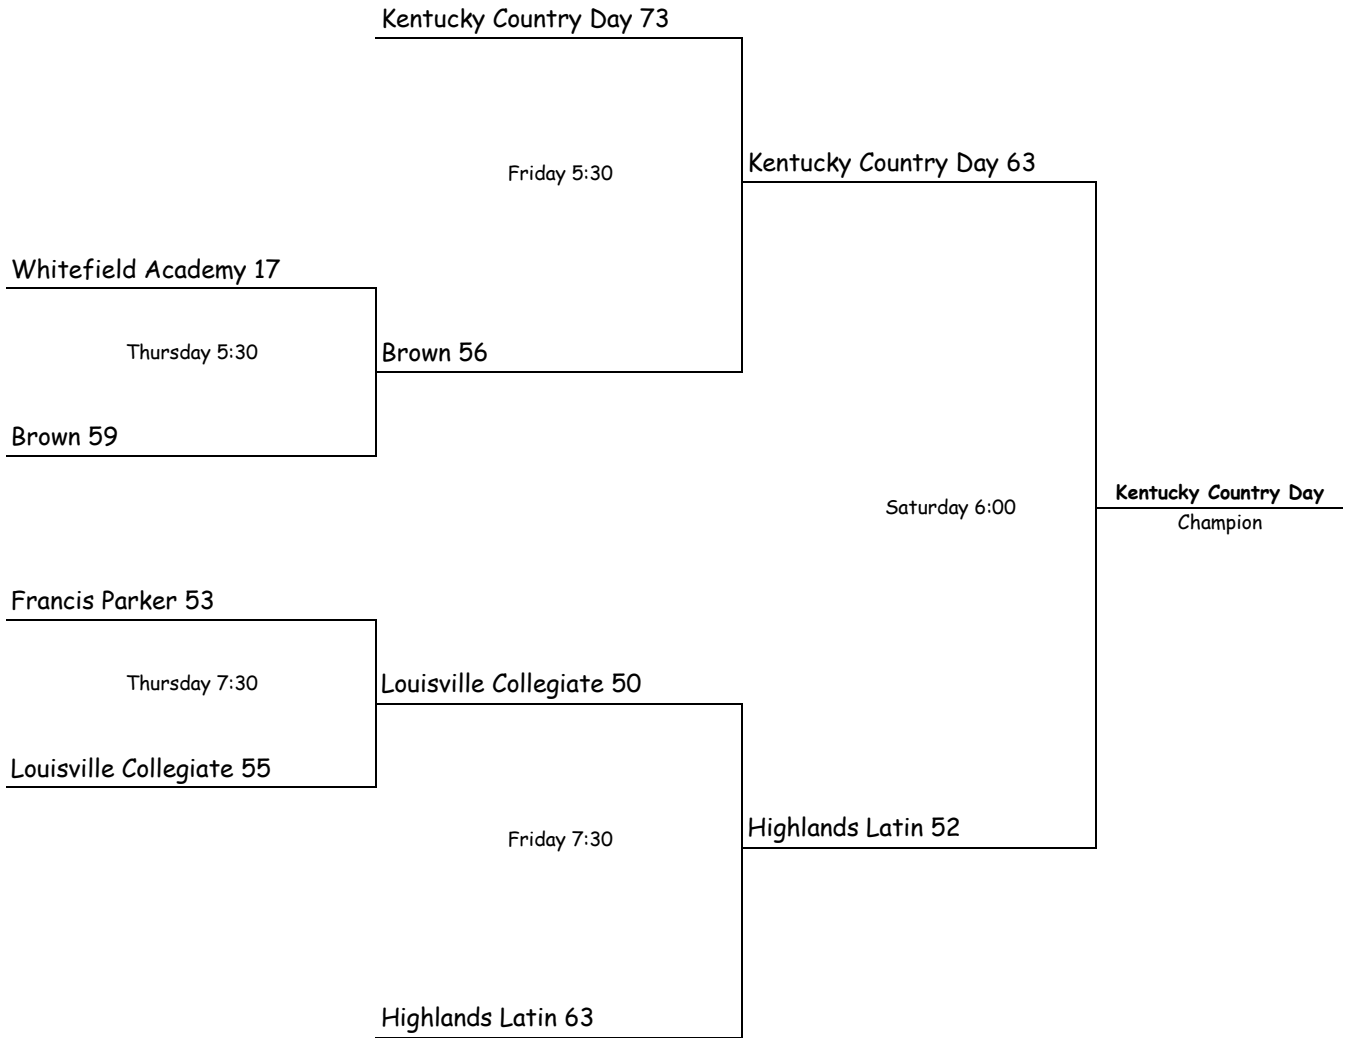 Kentucky Country Day 73
Friday 5:30
Kentucky Country Day 63
Whitefield Academy 17
Thursday 5:30
Brown 56
Brown 59
Saturday 6:00
Kentucky Country Day
Champion
Francis Parker 53
Thursday 7:30
Louisville Collegiate 50
Louisville Collegiate 55
Friday 7:30
Highlands Latin 52
Highlands Latin 63